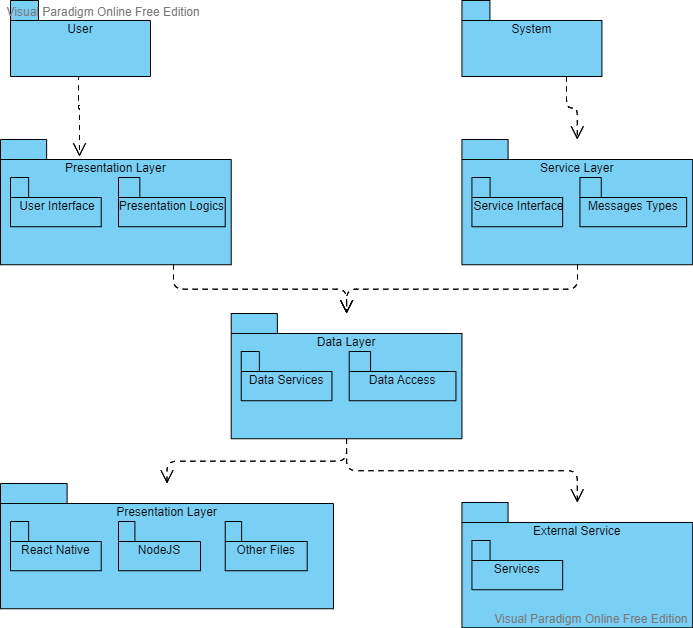 Visual Paradigm Online Free Edition
User
System
Presentation Layer
User Interface
Presentation Logics
Service Layer
Service Interface
Messages Types
Data Layer
Data Services
Data Access
Presentation Layer
React Native
NodeJS
Other Files
External Service
Services
Visual Paradigm Online Free Edition